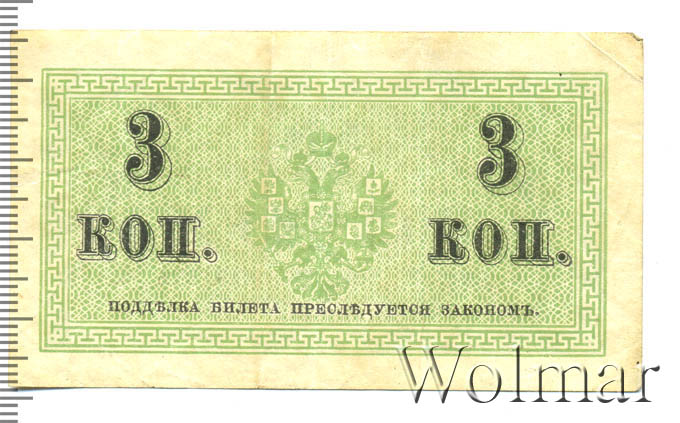 3 3
КОП. КОП.
ПОДДѢЛКА БИЛЕТА ПРЕСЛѢДУЕТСЯ ЗАКОНОМЪ.
Wolmar